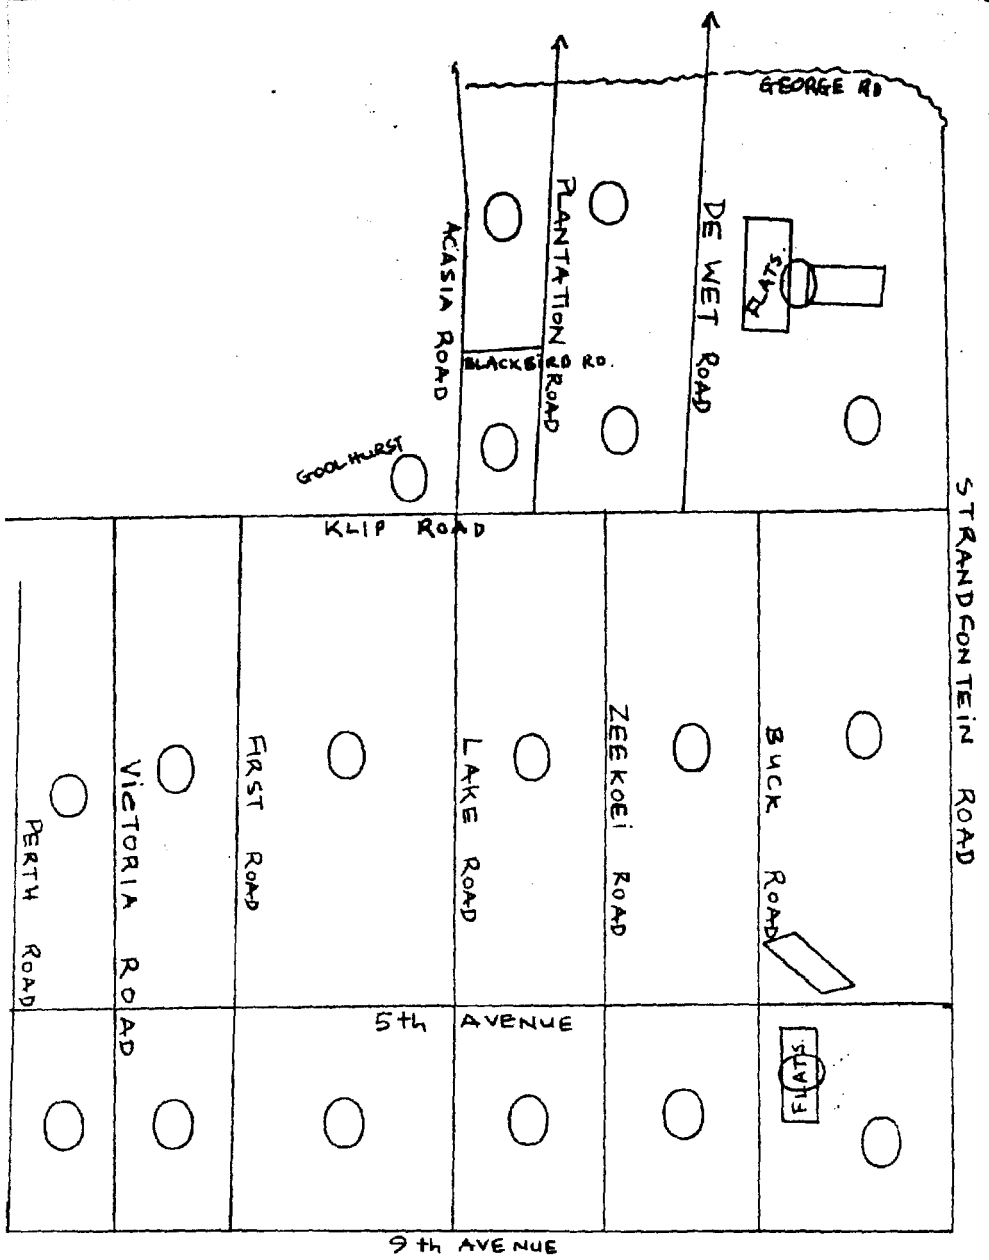 GEORGE RD
ACASIA ROAD
PLANTATION ROAD
DE WET ROAD
FLATS.
BLACKBIRD RD.
GOOLHURST
KLIP ROAD
STRANDFONTEIN ROAD
PERTH ROAD
VICTORIA ROAD
FIRST ROAD
LAKE ROAD
ZEEKOEI ROAD
BUCK ROAD
5th AVENUE
FLATS.
9th AVENUE